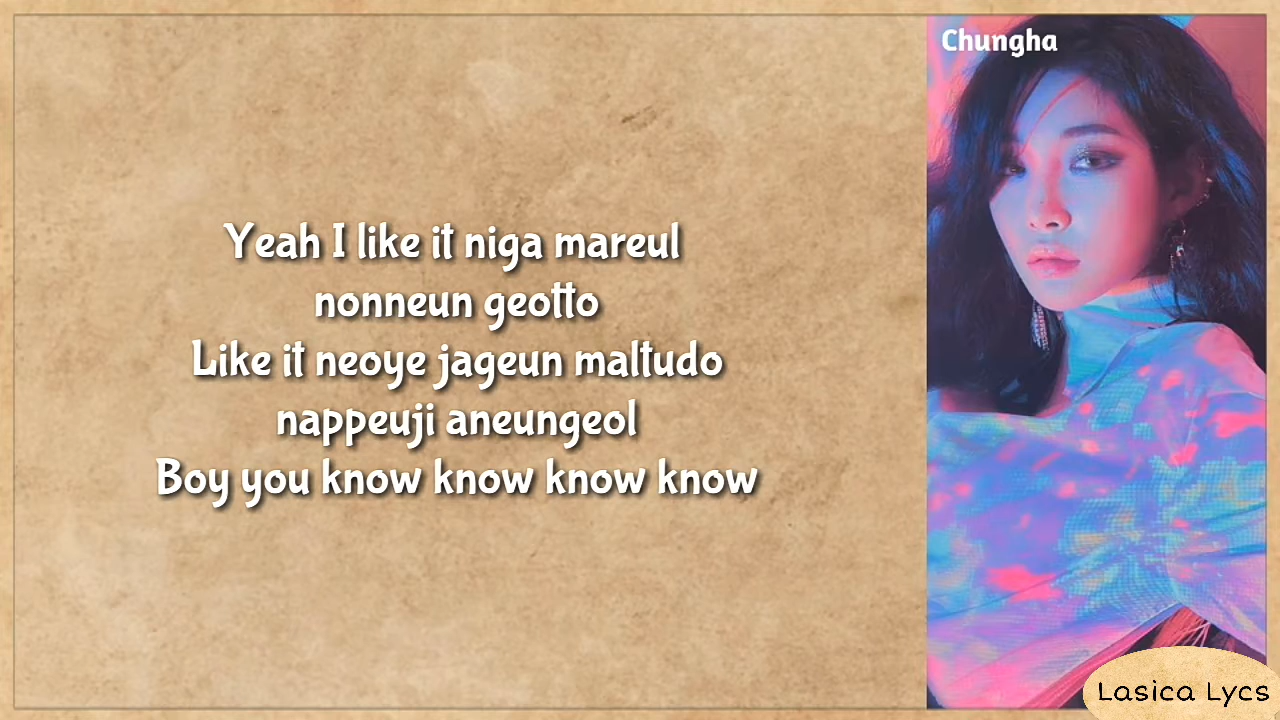 Chungha
Yeah I like it niga mareul
nonneun geotto
Like it neoye jageun maltudo
nappeuji aneungeol
Boy you know know know know
Lasica Lycs